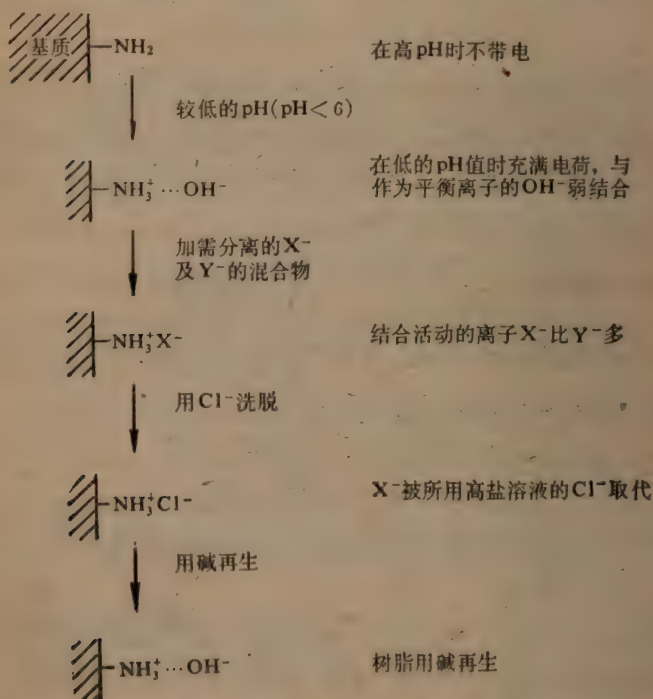 基质 -NH₂ 在高pH时不带电
较低的pH(pH<6)
-NH₃⁺…OH⁻ 在低的pH值时充满电荷，与
作为平衡离子的OH⁻弱结合
加需分离的X⁻
及Y⁻的混合物
-NH₃⁺X⁻ 结合活动的离子X⁻比Y⁻多
用Cl⁻洗脱
-NH₃⁺Cl⁻ X⁻被所用高盐溶液的Cl⁻取代
用碱再生
-NH₃⁺…OH⁻ 树脂用碱再生